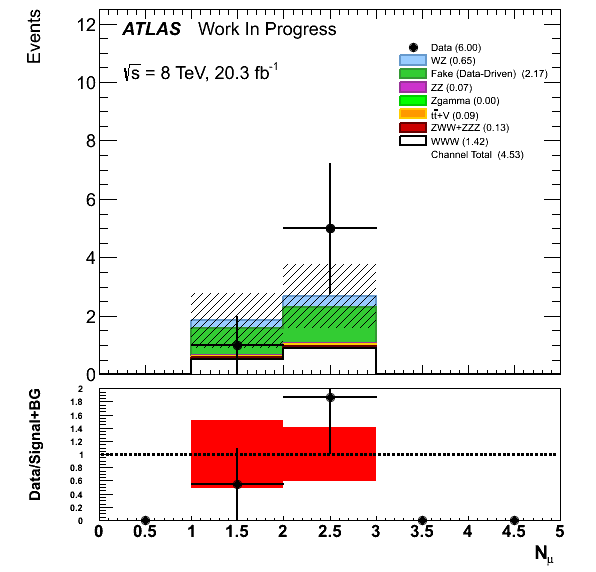 Events
ATLAS Work In Progress
√s = 8 TeV, 20.3 fb⁻¹
Data (6.00)
WZ (0.65)
Fake (Data-Driven) (2.17)
ZZ (0.07)
Zgamma (0.00)
tt̄+V (0.09)
ZWW+ZZZ (0.13)
WWW (1.42)
Channel Total (4.53)
12
10
8
6
4
2
0
Data/Signal+BG
2
1.8
1.6
1.4
1.2
1
0.8
0.6
0.4
0.2
0
0 0.5 1 1.5 2 2.5 3 3.5 4 4.5 5
Nμ